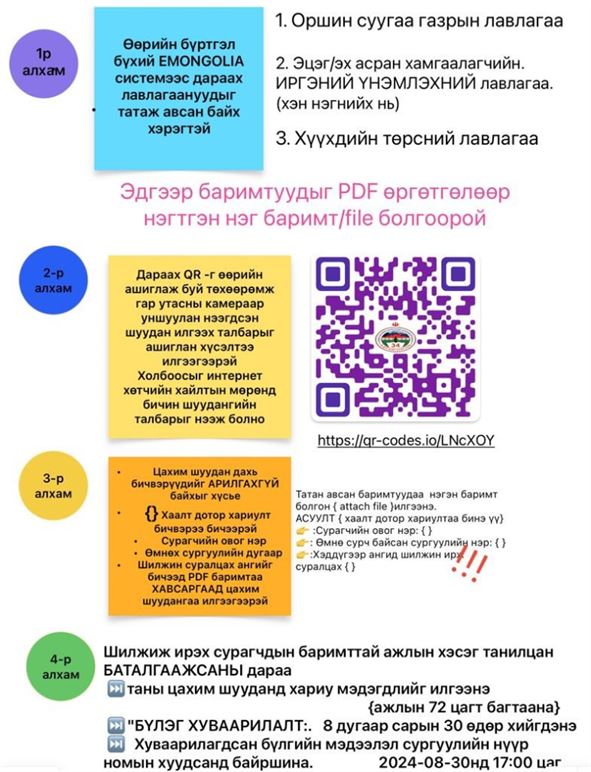 1р
алхам
Өөрийн бүртгэл
бүхий EMONGOLIA
системээс дараах
лавлагаануудыг
• татаж авсан байх
хэрэгтэй
1. Оршин суугаа газрын лавлагаа
2. Эцэг/эх асран хамгаалагчийн.
ИРГЭНИЙ ҮНЭМЛЭХНИЙ лавлагаа.
(хэн нэгнийх нь)
3. Хүүхдийн төрсний лавлагаа
Эдгээр баримтуудыг PDF өргөтгөлөөр
нэгтгэн нэг баримт/file болгоорой
2-р
алхам
Дараах QR -г өөрийн
ашиглаж буй төхөөрөмж
гар утасны камераар
уншуулан нээгдсэн
шуудан илгээх талбарыг
ашиглан хүсэлтээ
илгээгээрэй
Холбоосыг интернет
хөтчийн хайлтын мөрөнд
бичин шуудангийн
талбарыг нээж болно
34
https://qr-codes.io/LNcXOY
3-р
алхам
• Цахим шуудан дахь
бичвэрүүдийг АРИЛГАХГҮЙ
байхыг хүсье
• {} Хаалт дотор хариулт
бичвэрээ бичээрэй
• Сурагчийн овог нэр
• Өмнөх сургуулийн дугаар
• Шилжин суралцах ангийг
бичээд PDF баримтаа
ХАВСАРГААД цахим
шуудангаа илгээгээрэй
Татан авсан баримтуудаа нэгэн баримт
болгон { attach file }илгээнэ.
АСУУЛТ { хаалт дотор хариултаа бинэ үү}
👉 :Сурагчийн овог нэр: { }
👉: Өмнө сурч байсан сургуулийн нэр: { }
👉:Хэддүгээр ангид шилжин ирж
суралцах { }
!!!
4-р
алхам
Шилжиж ирэх сурагчдын баримттай ажлын хэсэг танилцан
БАТАЛГААЖСАНЫ дараа
⏭ таны цахим шууданд хариу мэдэгдлийг илгээнэ
{ажлын 72 цагт багтаана}
⏭ "БҮЛЭГ ХУВААРИЛАЛТ:. 8 дугаар сарын 30 өдөр хийгдэнэ
⏭ Хуваарилагдсан бүлгийн мэдээлэл сургуулийн нүүр
номын хуудсанд байршина. 2024-08-30нд 17:00 цаг